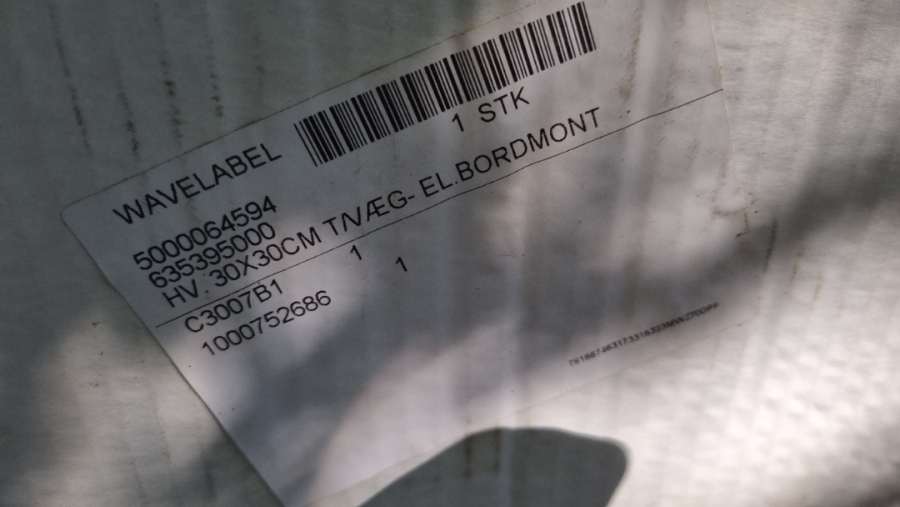 WAVELABEL
1 STK
5000064594
635395000
HV. 30X30CM T/VÆG- EL.BORDMONT
C3007B1 1
1000752686 1